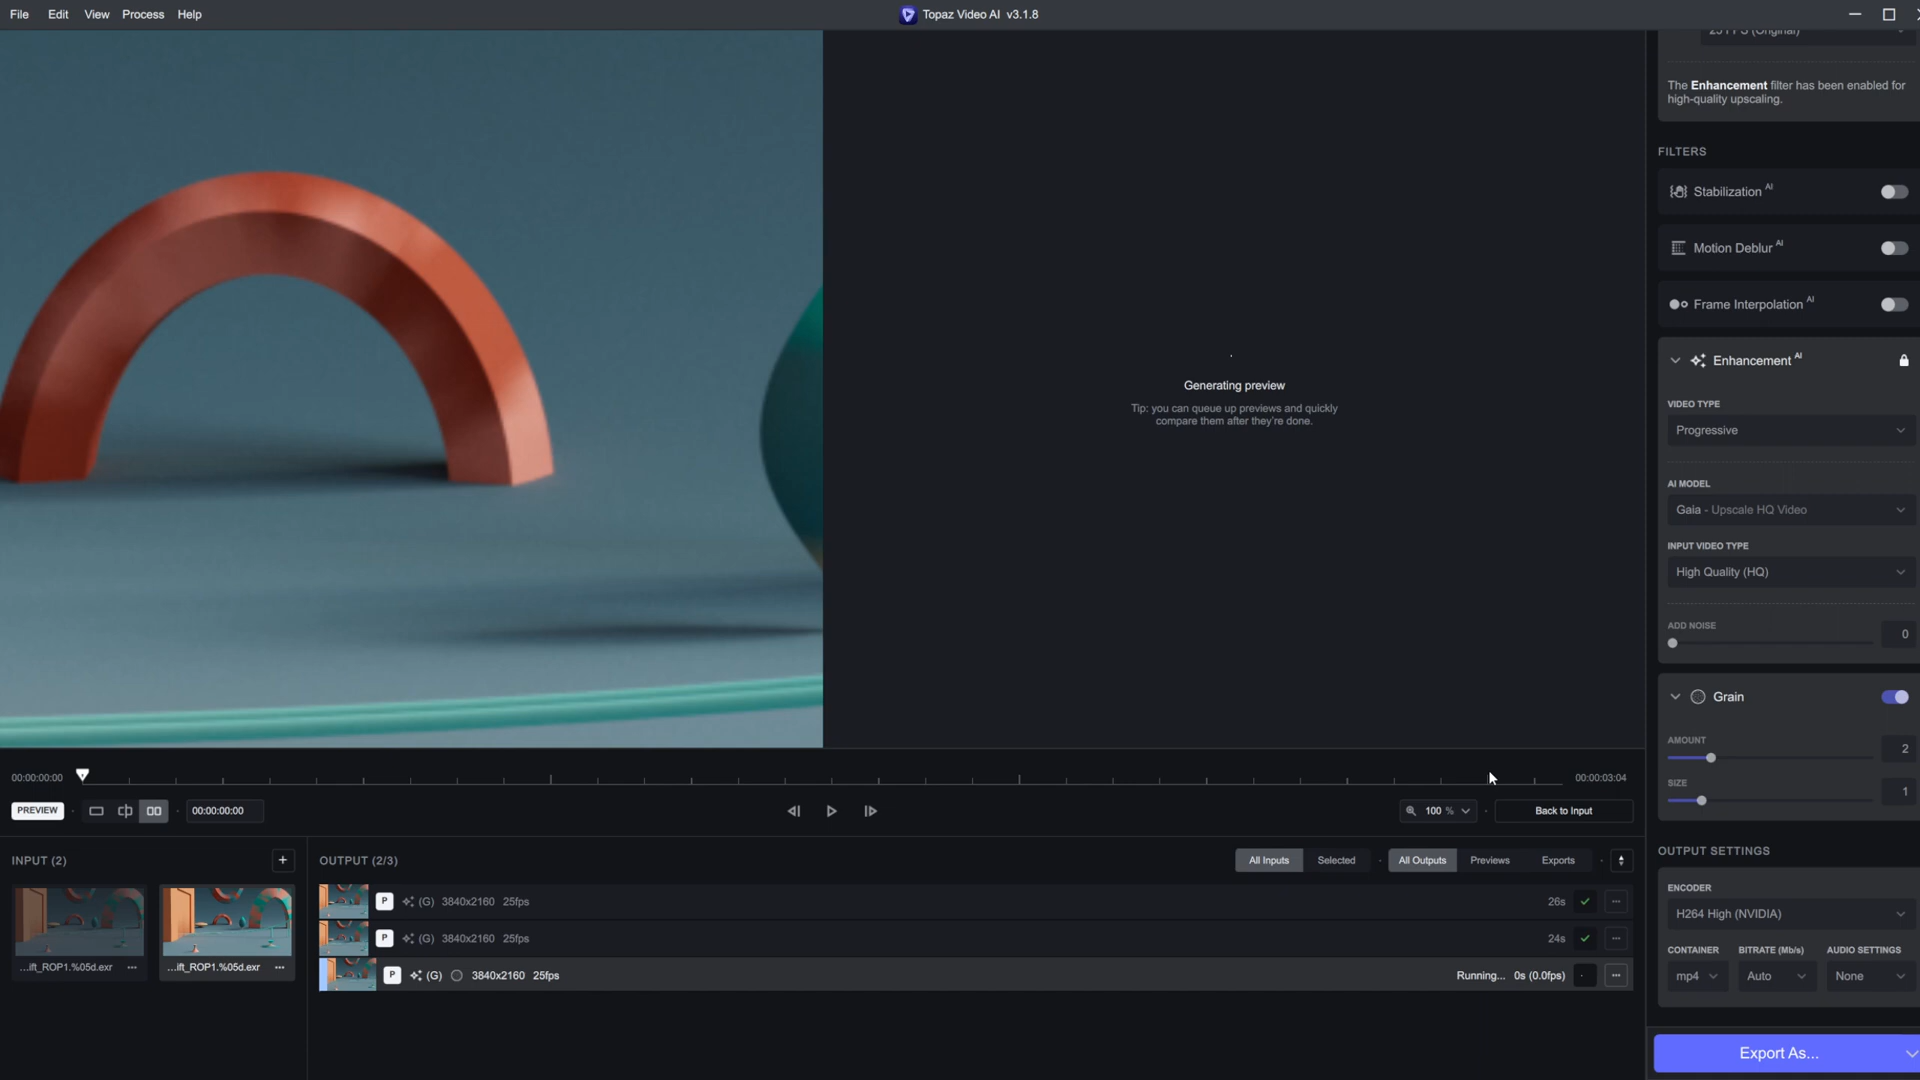 File Edit View Process Help
Topaz Video AI v3.1.8
25 FPS (Original)
The Enhancement filter has been enabled for
high-quality upscaling.
FILTERS
Stabilization AI
Motion Deblur AI
Frame Interpolation AI
Enhancement AI
VIDEO TYPE
Progressive
AI MODEL
Gaia - Upscale HQ Video
INPUT VIDEO TYPE
High Quality (HQ)
ADD NOISE
0
Grain
AMOUNT
2
SIZE
1
OUTPUT SETTINGS
ENCODER
H264 High (NVIDIA)
CONTAINER BITRATE (Mb/s) AUDIO SETTINGS
mp4 Auto None
Export As...
Generating preview
Tip: you can queue up previews and quickly
compare them after they're done.
00:00:00:00
00:00:03:04
PREVIEW
00:00:00:00
100 %
Back to Input
INPUT (2)
+
...ift_ROP1.%05d.exr ...
...ift_ROP1.%05d.exr ...
OUTPUT (2/3)
All Inputs Selected All Outputs Previews Exports
P (G) 3840x2160 25fps 26s ...
P (G) 3840x2160 25fps 24s ...
P (G) 3840x2160 25fps Running... 0s (0.0fps) ...